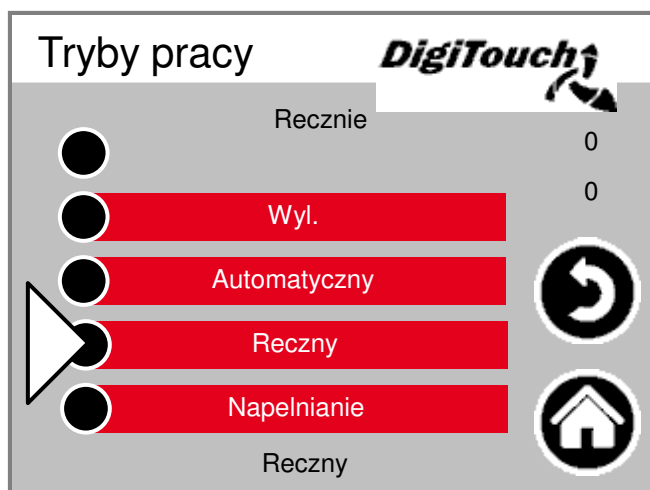 Tryby pracy
DigiTouch
Recznie
0
0
Wyl.
Automatyczny
Reczny
Napelnianie
Reczny